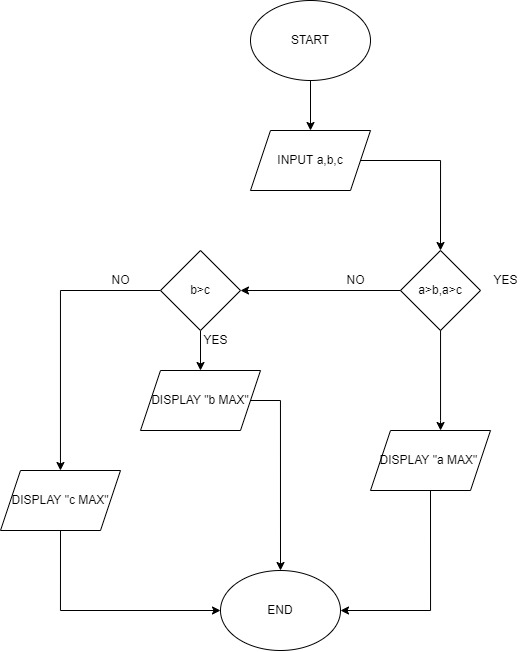 START
INPUT a,b,c
NO
b>c
NO
a>b,a>c
YES
YES
DISPLAY "b MAX"
DISPLAY "a MAX"
DISPLAY "c MAX"
END